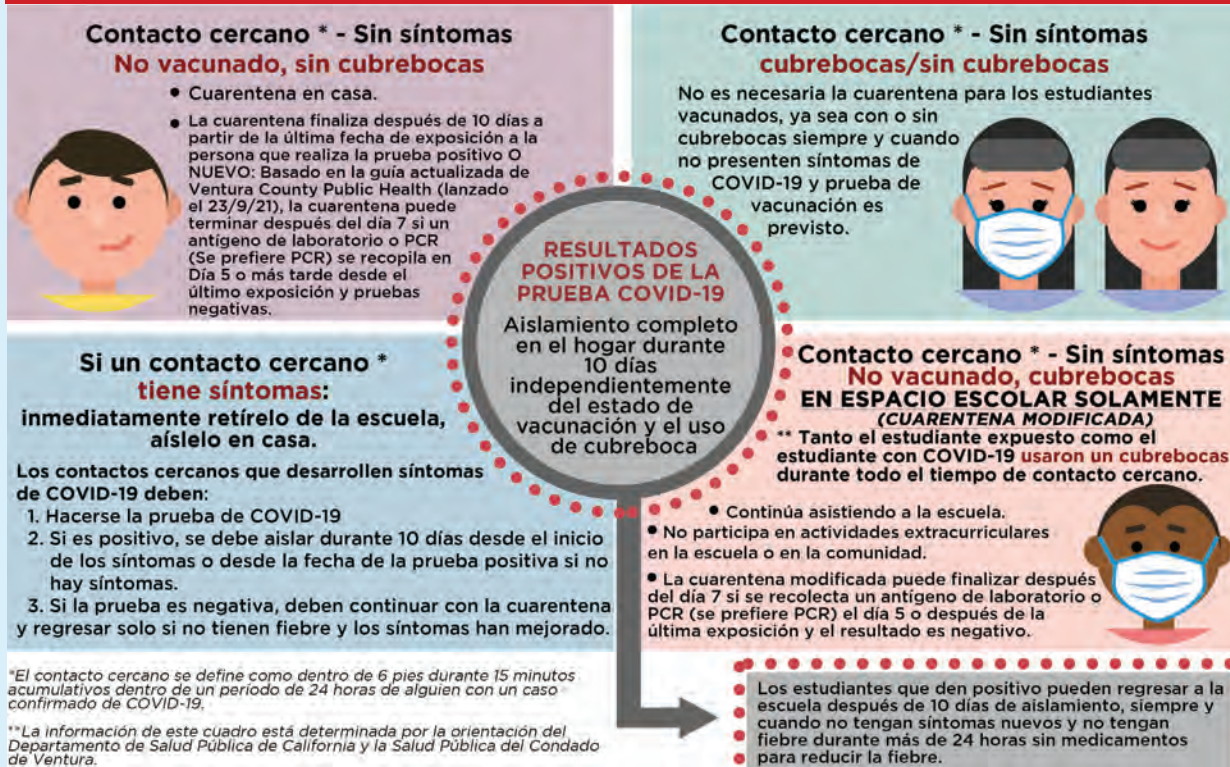 Contacto cercano * - Sin síntomas
No vacunado, sin cubrebocas
• Cuarentena en casa.
• La cuarentena finaliza después de 10 días a
partir de la última fecha de exposición a la
persona que realiza la prueba positivo O
NUEVO: Basado en la guía actualizada de
Ventura County Public Health (lanzado
el 23/9/21), la cuarentena puede
terminar después del día 7 si un
antígeno de laboratorio o PCR
(Se prefiere PCR) se recopila en
Día 5 o más tarde desde el
último exposición y pruebas
negativas.
Contacto cercano * - Sin síntomas
cubrebocas/sin cubrebocas
No es necesaria la cuarentena para los estudiantes
vacunados, ya sea con o sin
cubrebocas siempre y cuando
no presenten síntomas de
COVID-19 y prueba de
vacunación es
previsto.
RESULTADOS
POSITIVOS DE LA
PRUEBA COVID-19
Aislamiento completo
en el hogar durante
10 días
independientemente
del estado de
vacunación y el uso
de cubreboca
Si un contacto cercano *
tiene síntomas:
inmediatamente retírelo de la escuela,
aíslelo en casa.
Los contactos cercanos que desarrollen síntomas
de COVID-19 deben:
1. Hacerse la prueba de COVID-19
2. Si es positivo, se debe aislar durante 10 días desde el inicio
de los síntomas o desde la fecha de la prueba positiva si no
hay síntomas.
3. Si la prueba es negativa, deben continuar con la cuarentena
y regresar solo si no tienen fiebre y los síntomas han mejorado.
Contacto cercano * - Sin síntomas
No vacunado, cubrebocas
EN ESPACIO ESCOLAR SOLAMENTE
(CUARENTENA MODIFICADA)
** Tanto el estudiante expuesto como el
estudiante con COVID-19 usaron un cubrebocas
durante todo el tiempo de contacto cercano.
• Continúa asistiendo a la escuela.
• No participa en actividades extracurriculares
en la escuela o en la comunidad.
• La cuarentena modificada puede finalizar después
del día 7 si se recolecta un antígeno de laboratorio o
PCR (se prefiere PCR) el día 5 o después de la
última exposición y el resultado es negativo.
*El contacto cercano se define como dentro de 6 pies durante 15 minutos
acumulativos dentro de un período de 24 horas de alguien con un caso
confirmado de COVID-19.
**La información de este cuadro está determinada por la orientación del
Departamento de Salud Pública de California y la Salud Pública del Condado
de Ventura.
Los estudiantes que den positivo pueden regresar a la
escuela después de 10 días de aislamiento, siempre y
cuando no tengan síntomas nuevos y no tengan
fiebre durante más de 24 horas sin medicamentos
para reducir la fiebre.